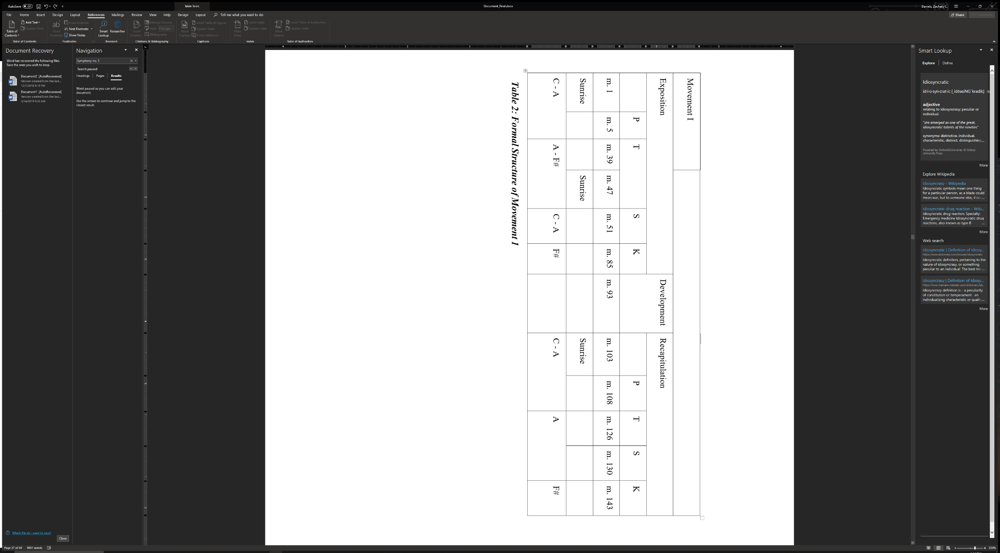 AutoSave Off
Table Tools
Document_final.docx
Daniels, Zachary C.
File Home Insert Design Layout References Mailings Review View Help Design Layout Tell me what you want to do
Share Comments
Table of Contents
Add Text
Update Table
Table of Contents
ab1 Insert Footnote
Insert Endnote
Next Footnote
Show Notes
Footnotes
Smart Lookup
Researcher
Research
Insert Citation
Manage Sources
Style: Chicago
Bibliography
Citations & Bibliography
Insert Caption
Insert Table of Figures
Update Table
Cross-reference
Captions
Mark Entry
Insert Index
Update Index
Index
Mark Citation
Insert Table of Authorities
Update Table
Table of Authorities
Document Recovery
Word has recovered the following files.
Save the ones you wish to keep.
Document2 [AutoRecovered]
Version created from the last...
12/7/2018 9:19 PM
Document1 [AutoRecovered]
Version created from the last...
3/14/2019 9:20 AM
Which file do I want to save?
Close
Navigation
Symphony no. 5
Search paused
Headings Pages Results
Word paused so you can edit your
document.
Use the arrows to continue and jump to the
closest result.
Movement I
Exposition Development Recapitulation
P T S K P T S K
m. 1 m. 5 m. 39 m. 47 m. 51 m. 85 m. 93 m. 103 m. 108 m. 126 m. 130 m. 143
Sunrise Sunrise Sunrise
C - A A - F# C - A F# C - A A F#
Table 2: Formal Structure of Movement I
Smart Lookup
Explore Define
Idiosyncratic
id·i·o·syn·crat·ic [ˌidēəsiNGˈkradik]
adjective
relating to idiosyncrasy; peculiar or
individual.
"she emerged as one of the great,
idiosyncratic talents of the nineties"
synonyms: distinctive, individual,
characteristic, distinct, distinguishing,...
Powered by OxfordDictionaries © Oxford
University Press
More
Explore Wikipedia
Idiosyncrasy - Wikipedia
Idiosyncratic symbols mean one thing
for a particular person, as a blade could
mean war, but to someone else, it co...
Idiosyncratic drug reaction - Wiki...
Idiosyncratic drug reaction; Specialty:
Emergency medicine Idiosyncratic drug
reactions, also known as type B ...
More
Web search
Idiosyncratic | Definition of Idiosy...
https://www.dictionary.com/browse/idiosyncratic
Idiosyncratic definition, pertaining to the
nature of idiosyncrasy, or something
peculiar to an individual: The best mi...
Idiosyncrasy | Definition of Idiosy...
https://www.merriam-webster.com/dictionary/idi...
Idiosyncrasy definition is - a peculiarity
of constitution or temperament : an
individualizing characteristic or qualit...
More
Page 27 of 69 9851 words
250%